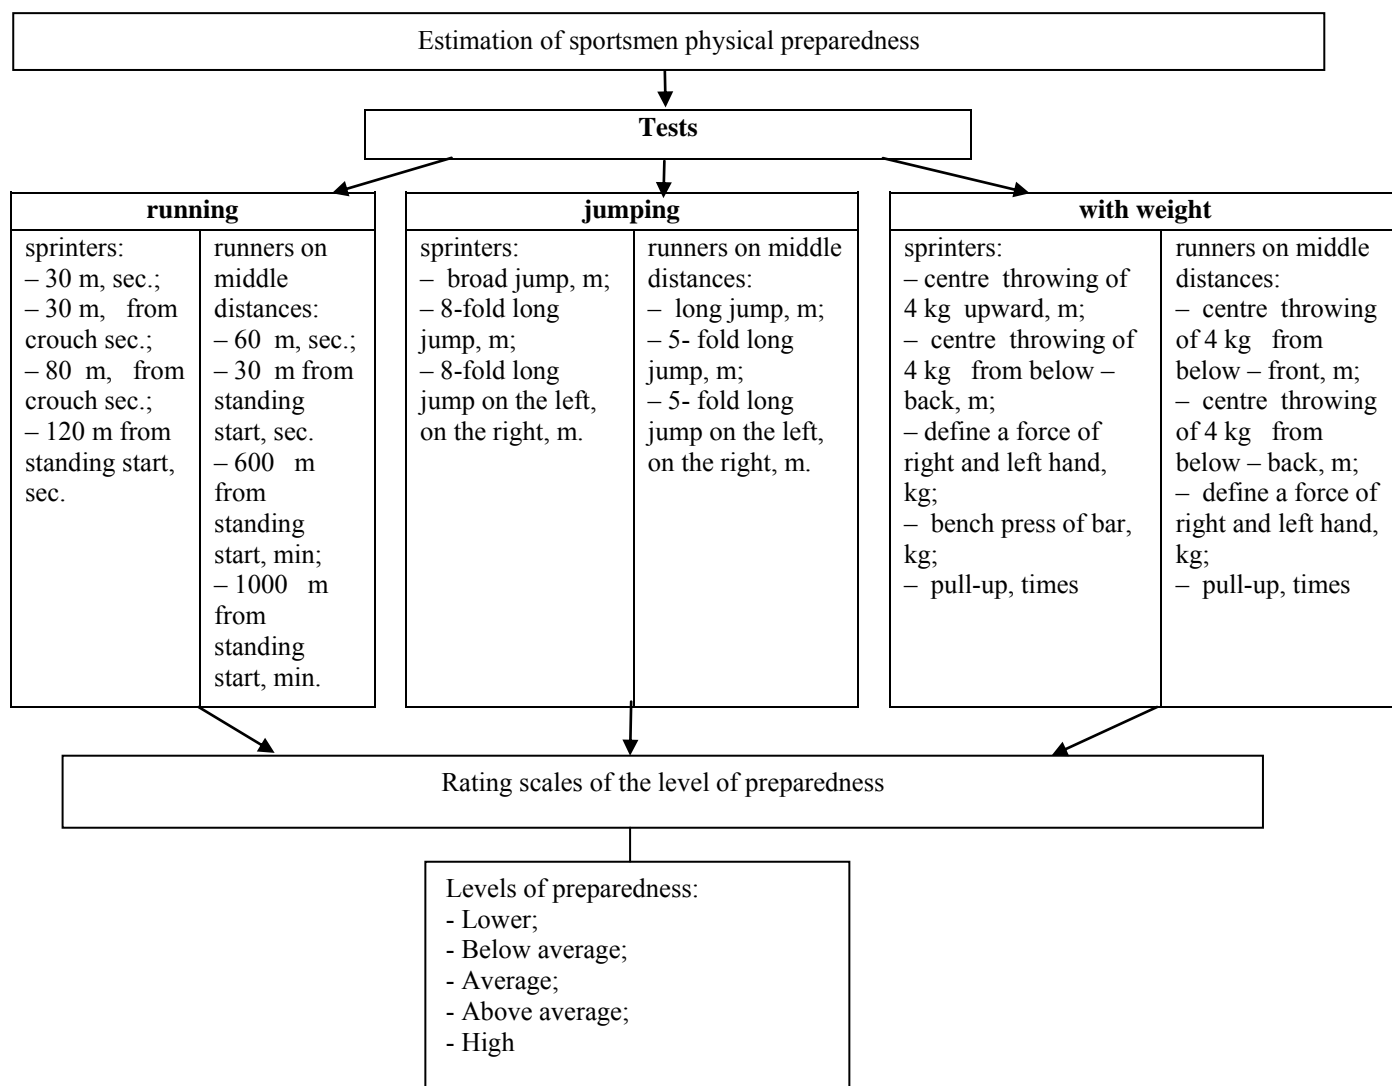 Estimation of sportsmen physical preparedness
Tests
running
sprinters:
– 30 m, sec.;
– 30 m, from
crouch sec.;
– 80 m, from
crouch sec.;
– 120 m from
standing start,
sec.
runners on
middle
distances:
– 60 m, sec.;
– 30 m from
standing
start, sec.
– 600 m
from
standing
start, min;
– 1000 m
from
standing
start, min.
jumping
sprinters:
– broad jump, m;
– 8-fold long
jump, m;
– 8-fold long
jump on the left,
on the right, m.
runners on middle
distances:
– long jump, m;
– 5- fold long
jump, m;
– 5- fold long
jump on the left,
on the right, m.
with weight
sprinters:
– centre throwing of
4 kg upward, m;
– centre throwing of
4 kg from below –
back, m;
– define a force of
right and left hand,
kg;
– bench press of bar,
kg;
– pull-up, times
runners on middle
distances:
– centre throwing
of 4 kg from
below – front, m;
– centre throwing
of 4 kg from
below – back, m;
– define a force of
right and left hand,
kg;
– pull-up, times
Rating scales of the level of preparedness
Levels of preparedness:
- Lower;
- Below average;
- Average;
- Above average;
- High